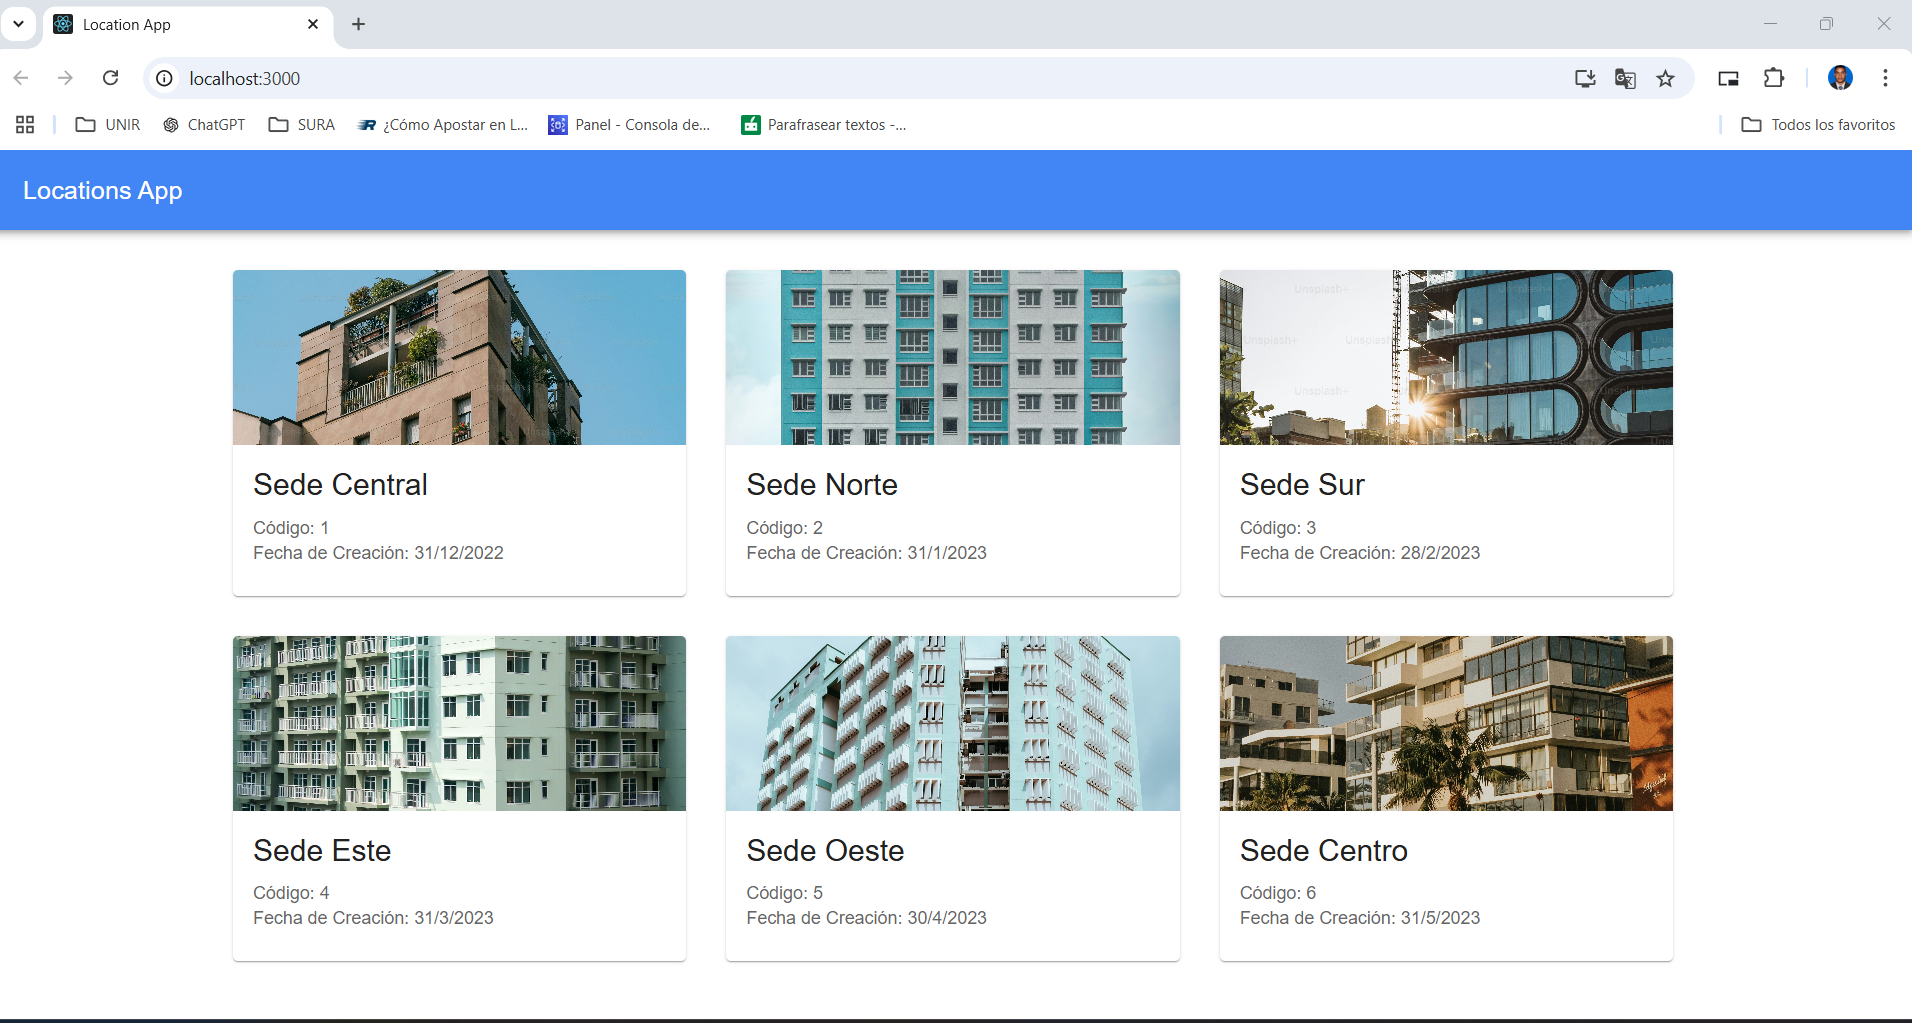 Location App
localhost:3000
UNIR
ChatGPT
SURA
¿Cómo Apostar en L...
Panel - Consola de...
Parafrasear textos -...
Todos los favoritos
Locations App
Unsplash+
Unsplash+
Unsplash+
Sede Central
Código: 1
Fecha de Creación: 31/12/2022
Sede Norte
Código: 2
Fecha de Creación: 31/1/2023
Sede Sur
Código: 3
Fecha de Creación: 28/2/2023
Sede Este
Código: 4
Fecha de Creación: 31/3/2023
Sede Oeste
Código: 5
Fecha de Creación: 30/4/2023
Sede Centro
Código: 6
Fecha de Creación: 31/5/2023